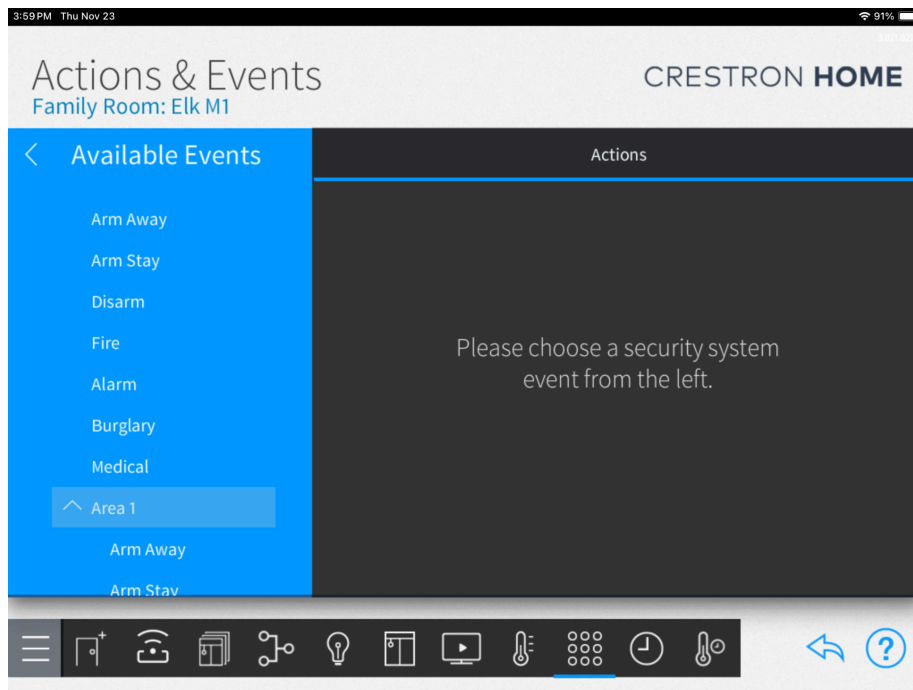 3:59 PM Thu Nov 23
91%
Actions & Events
Family Room: Elk M1
CRESTRON HOME
Available Events
Actions
Arm Away
Arm Stay
Disarm
Fire
Alarm
Burglary
Medical
Area 1
Arm Away
Arm Stay
Please choose a security system
event from the left.
?